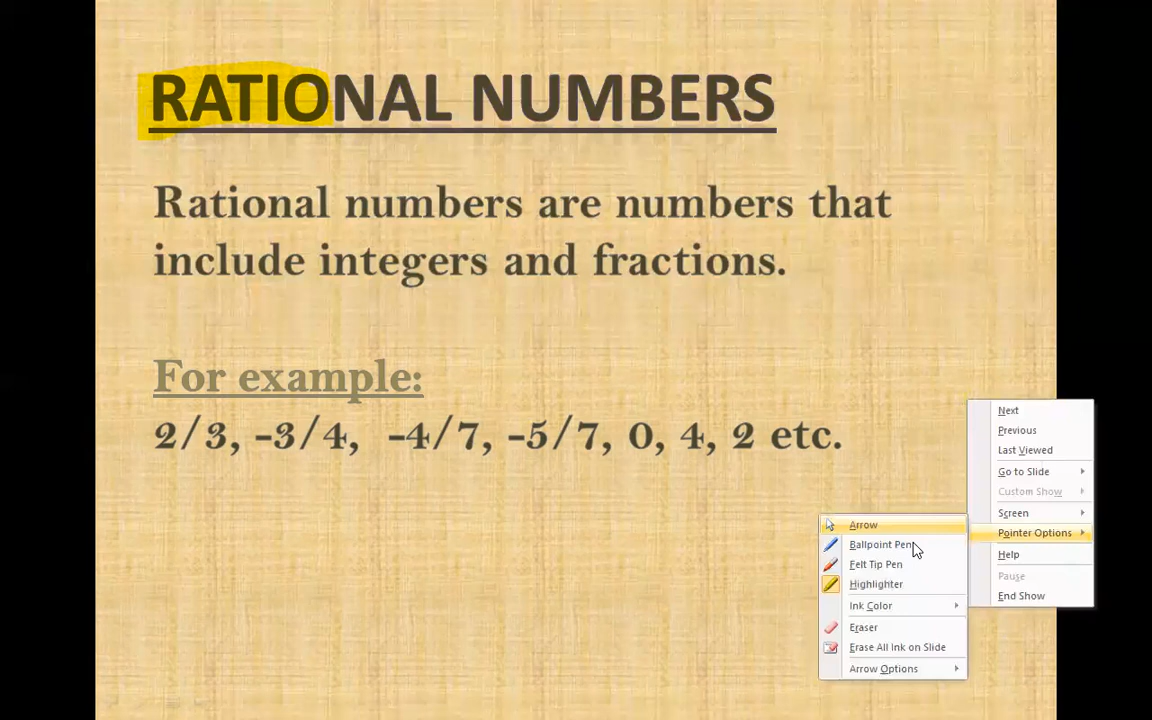 RATIONAL NUMBERS
Rational numbers are numbers that
include integers and fractions.
For example:
2/3, -3/4, -4/7, -5/7, 0, 4, 2 etc.
Next
Previous
Last Viewed
Go to Slide
Custom Show
Screen
Pointer Options
Help
Pause
End Show
Arrow
Ballpoint Pen
Felt Tip Pen
Highlighter
Ink Color
Eraser
Erase All Ink on Slide
Arrow Options